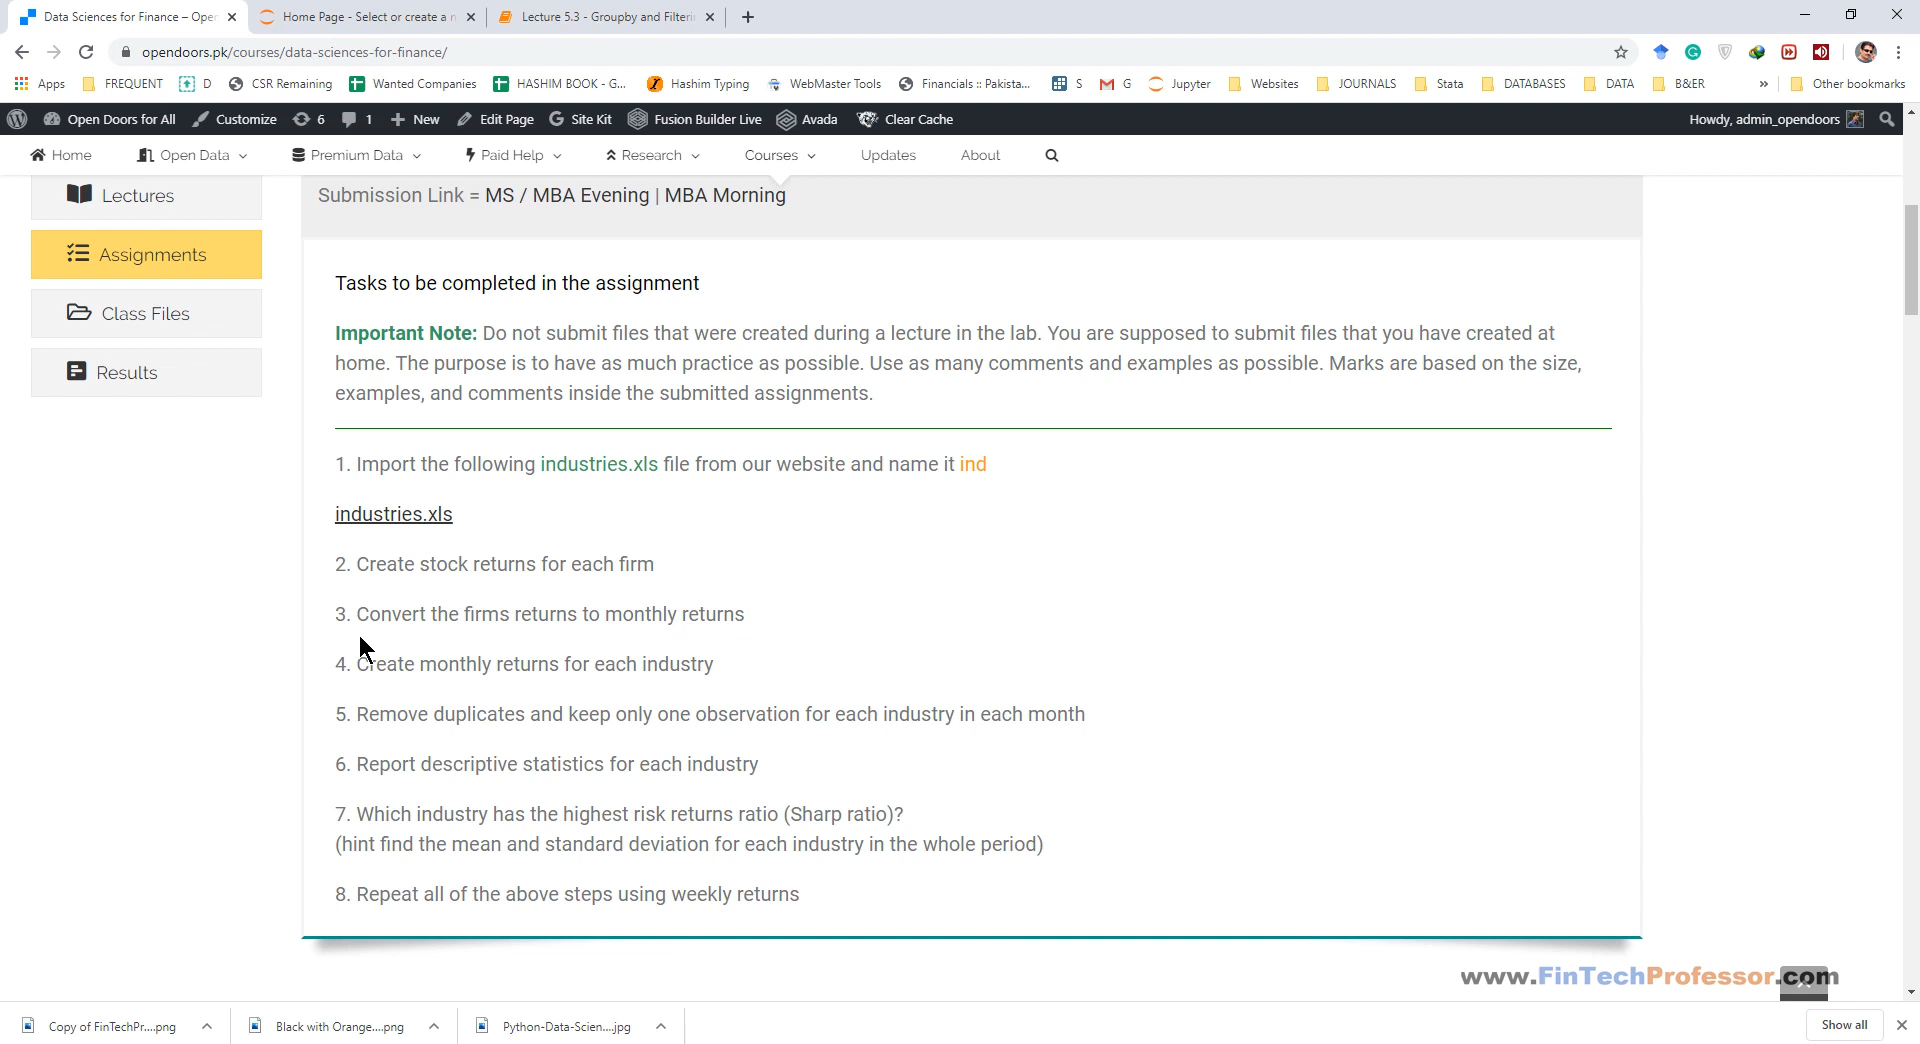 Data Sciences for Finance – Oper
Home Page - Select or create a n
Lecture 5.3 - Groupby and Filteri
opendoors.pk/courses/data-sciences-for-finance/
Apps FREQUENT D CSR Remaining Wanted Companies HASHIM BOOK - G... Hashim Typing WebMaster Tools Financials :: Pakista... S G Jupyter Websites JOURNALS Stata DATABASES DATA B&ER » Other bookmarks
Open Doors for All Customize 6 1 New Edit Page Site Kit Fusion Builder Live Avada Clear Cache Howdy, admin_opendoors
Home Open Data Premium Data Paid Help Research Courses Updates About
Lectures
Assignments
Class Files
Results
Submission Link = MS / MBA Evening | MBA Morning
Tasks to be completed in the assignment
Important Note: Do not submit files that were created during a lecture in the lab. You are supposed to submit files that you have created at
home. The purpose is to have as much practice as possible. Use as many comments and examples as possible. Marks are based on the size,
examples, and comments inside the submitted assignments.
1. Import the following industries.xls file from our website and name it ind
industries.xls
2. Create stock returns for each firm
3. Convert the firms returns to monthly returns
4. Create monthly returns for each industry
5. Remove duplicates and keep only one observation for each industry in each month
6. Report descriptive statistics for each industry
7. Which industry has the highest risk returns ratio (Sharp ratio)?
(hint find the mean and standard deviation for each industry in the whole period)
8. Repeat all of the above steps using weekly returns
www.FinTechProfessor.com
Copy of FinTechPr....png
Black with Orange....png
Python-Data-Scien....jpg
Show all